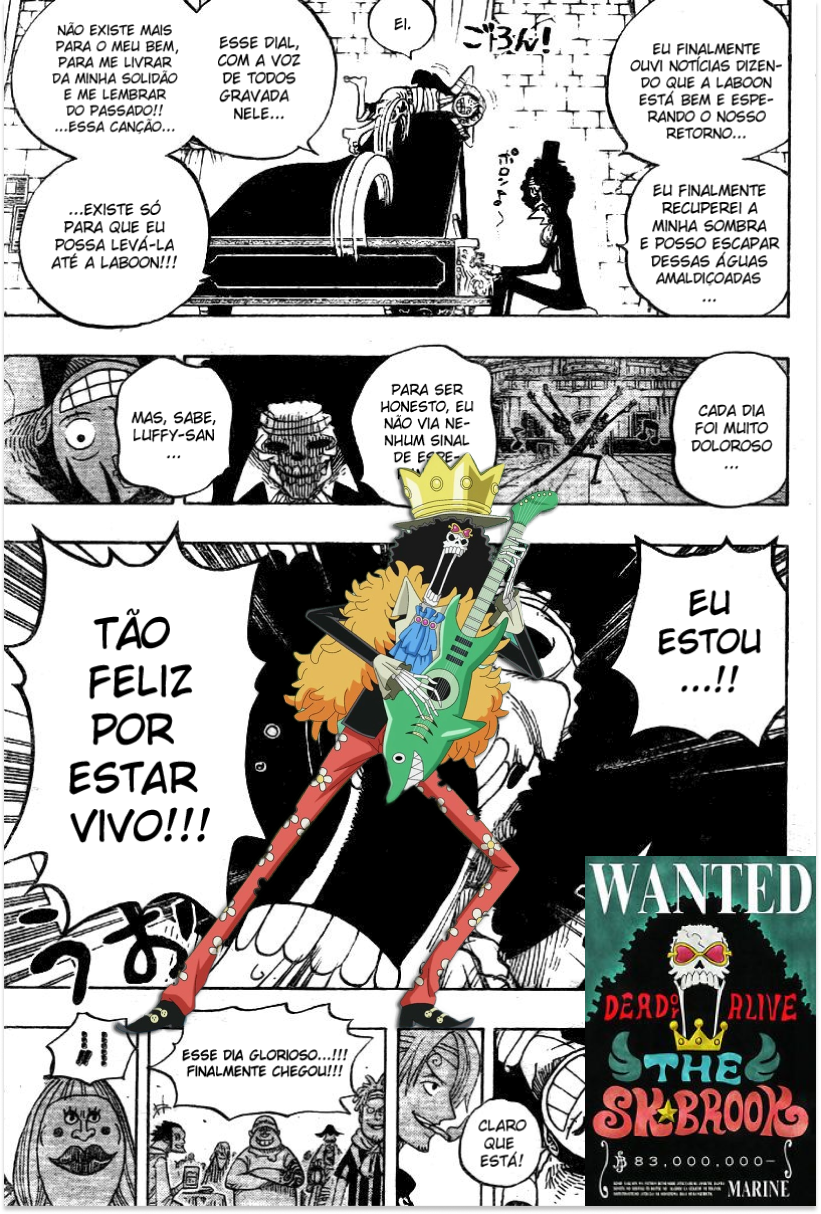 EU FINALMENTE
OUVI NOTÍCIAS DIZEN-
DO QUE A LABOON
ESTÁ BEM E ESPE-
RANDO O NOSSO
RETORNO...
EU FINALMENTE
RECUPEREI A
MINHA SOMBRA
E POSSO ESCAPAR
DESSAS ÁGUAS
AMALDIÇOADAS
...
ごろん!
EI.
ESSE DIAL,
COM A VOZ
DE TODOS
GRAVADA
NELE...
NÃO EXISTE MAIS
PARA O MEU BEM,
PARA ME LIVRAR
DA MINHA SOLIDÃO
E ME LEMBRAR
DO PASSADO!!
...ESSA CANÇÃO...
...EXISTE SÓ
PARA QUE EU
POSSA LEVÁ-LA
ATÉ A LABOON!!!
CADA DIA
FOI MUITO
DOLOROSO
...
PARA SER
HONESTO, EU
NÃO VIA NE-
NHUM SINAL
DE ESPE-
MAS, SABE,
LUFFY-SAN
...
EU
ESTOU
...!!
TÃO
FELIZ
POR
ESTAR
VIVO!!!
うお
WANTED
DEAD OR ALIVE
THE
SK★BROOK
฿83,000,000-
MARINE
CLARO
QUE
ESTÁ!
ESSE DIA GLORIOSO...!!!
FINALMENTE CHEGOU!!!
...!!